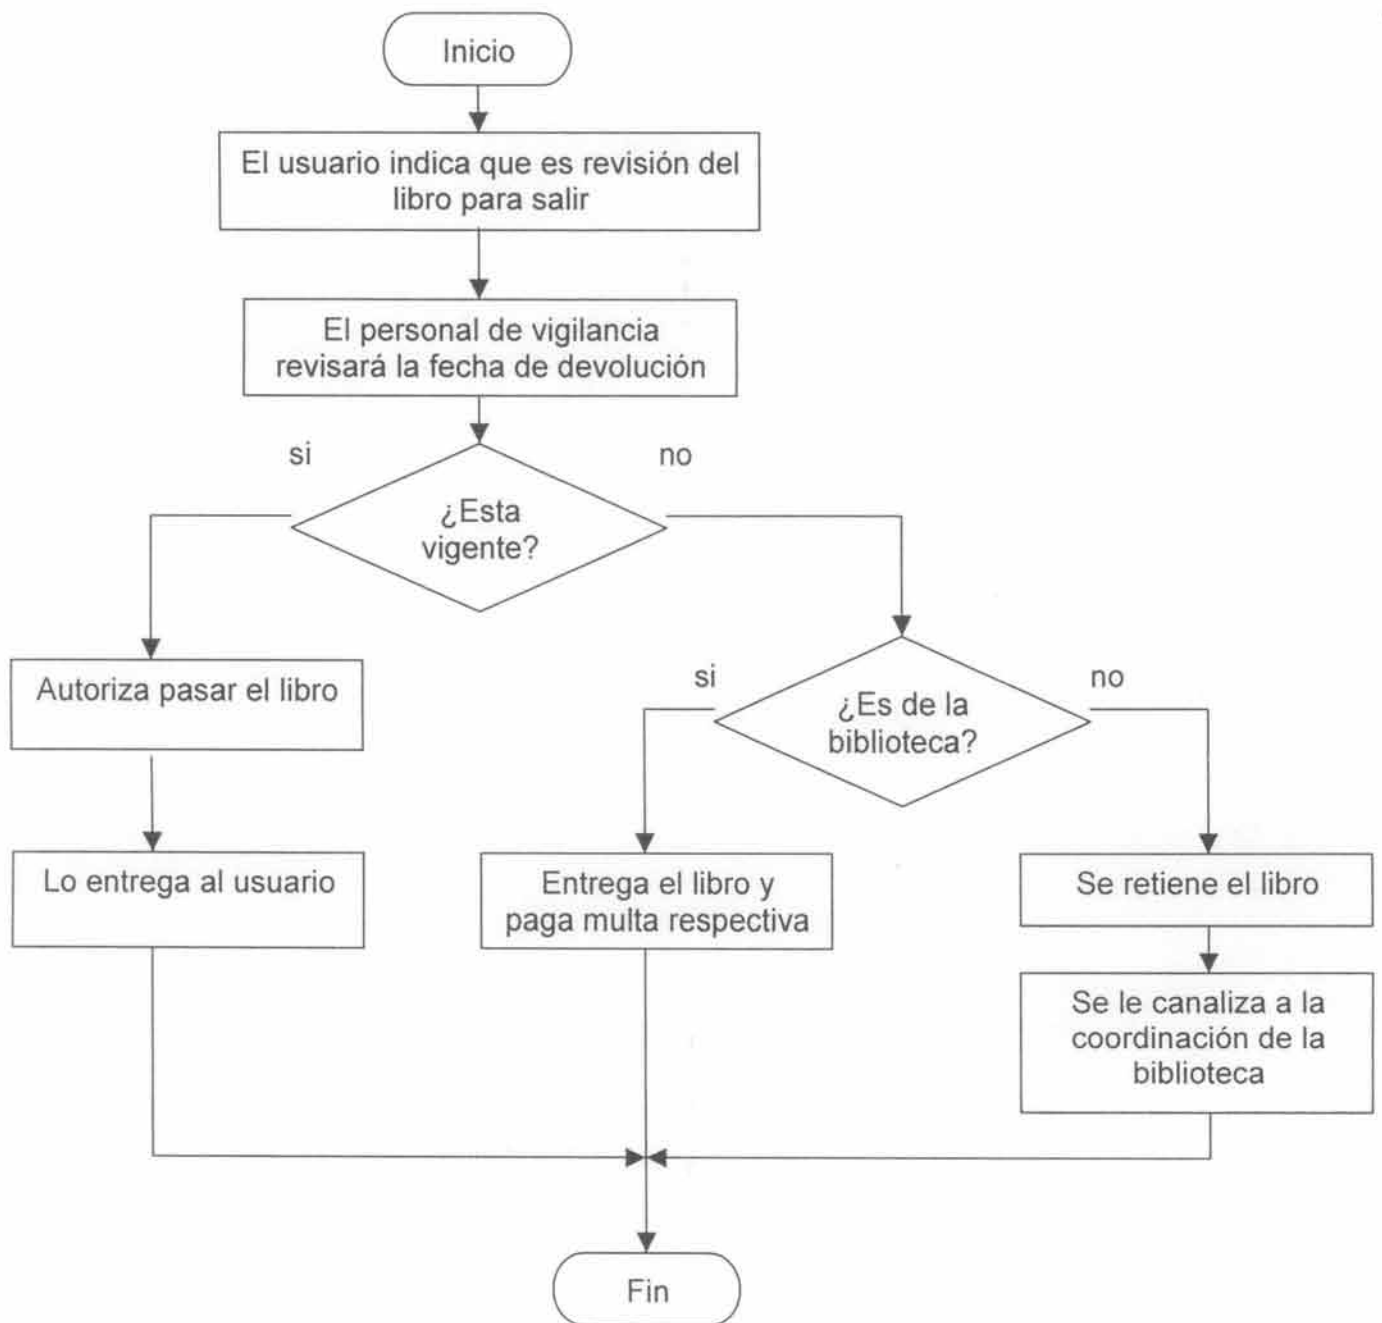 Inicio
El usuario indica que es revisión del
libro para salir
El personal de vigilancia
revisará la fecha de devolución
si
no
¿Esta
vigente?
Autoriza pasar el libro
si
no
¿Es de la
biblioteca?
Lo entrega al usuario
Entrega el libro y
paga multa respectiva
Se retiene el libro
Se le canaliza a la
coordinación de la
biblioteca
Fin